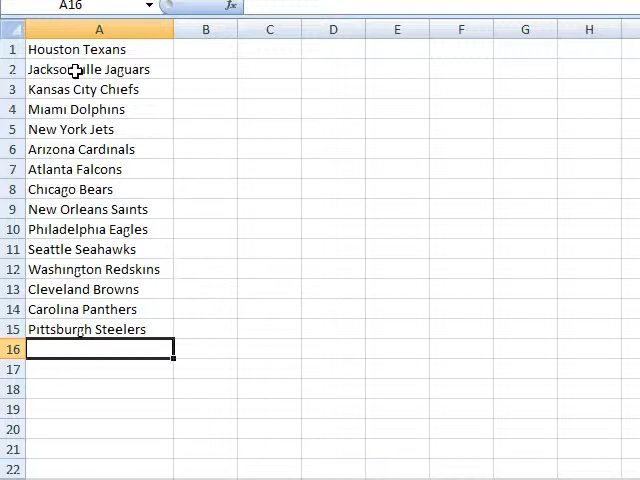 A16 fx
A B C D E F G H
1 Houston Texans
2 Jacksonville Jaguars
3 Kansas City Chiefs
4 Miami Dolphins
5 New York Jets
6 Arizona Cardinals
7 Atlanta Falcons
8 Chicago Bears
9 New Orleans Saints
10 Philadelphia Eagles
11 Seattle Seahawks
12 Washington Redskins
13 Cleveland Browns
14 Carolina Panthers
15 Pittsburgh Steelers
16
17
18
19
20
21
22